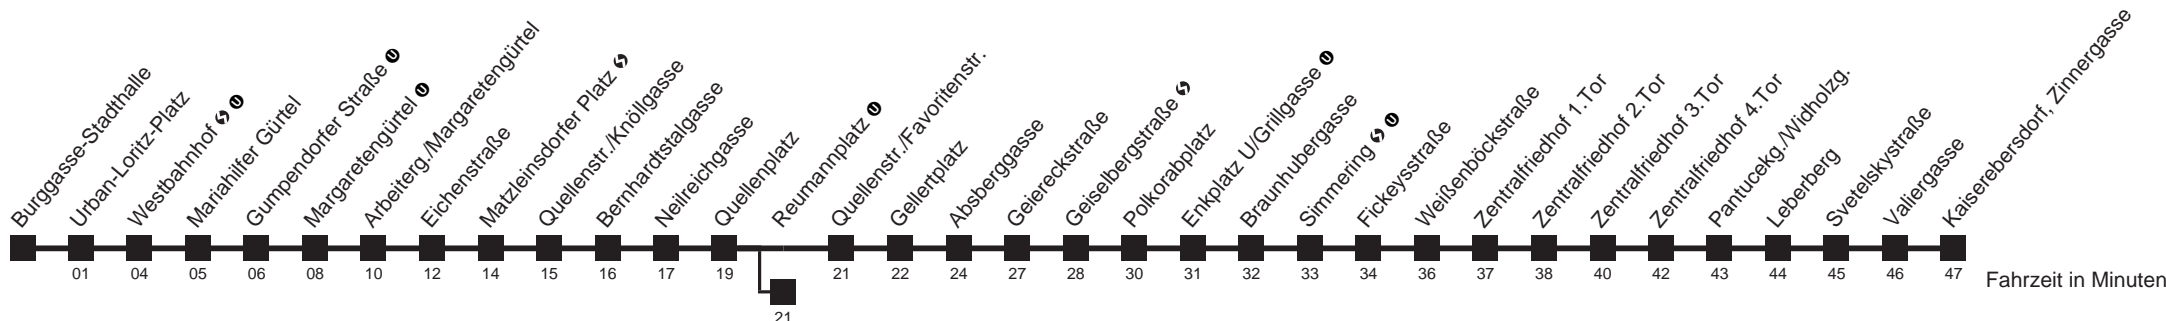 Burggasse-Stadthalle
Urban-Loritz-Platz
Westbahnhof S U
Mariahilfer Gürtel
Gumpendorfer Straße U
Margaretengürtel U
Arbeiterg./Margaretengürtel
Eichenstraße
Matzleinsdorfer Platz S
Quellenstr./Knöllgasse
Bernhardtstalgasse
Neilreichgasse
Quellenplatz
Reumannplatz U
Quellenstr./Favoritenstr.
Gellertplatz
Absberggasse
Geiereckstraße
Geiselbergstraße S
Polkorabplatz
Enkplatz U/Grillgasse U
Braunhubergasse
Simmering S U
Fickeysstraße
Weißenböckstraße
Zentralfriedhof 1.Tor
Zentralfriedhof 2.Tor
Zentralfriedhof 3.Tor
Zentralfriedhof 4.Tor
Pantucekg./Widholzg.
Leberberg
Svetelskystraße
Valiergasse
Kaiserebersdorf, Zinnergasse
01 04 05 06 08 10 12 14 15 16 17 19 21 22 24 27 28 30 31 32 33 34 36 37 38 40 42 43 44 45 46 47
Fahrzeit in Minuten
21